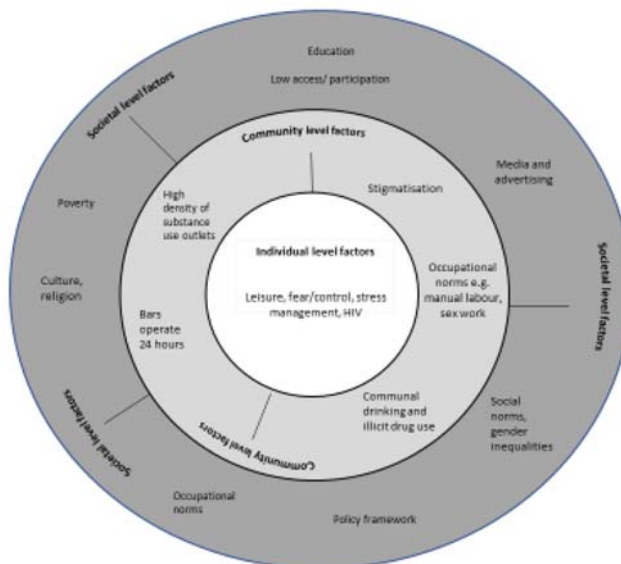 Education
Low access/ participation
Societal level factors
Community level factors
Media and
advertising
Stigmatisation
High
density of
substance
use outlets
Poverty
Individual level factors
Leisure, fear/control, stress
management, HIV
Occupational
norms e.g.
manual labour,
sex work
Societal level factors
Culture,
religion
Bars
operate
24 hours
Communal
drinking and
illicit drug use
Social
norms,
gender
inequalities
Societal level factors
Community level factors
Occupational
norms
Policy framework